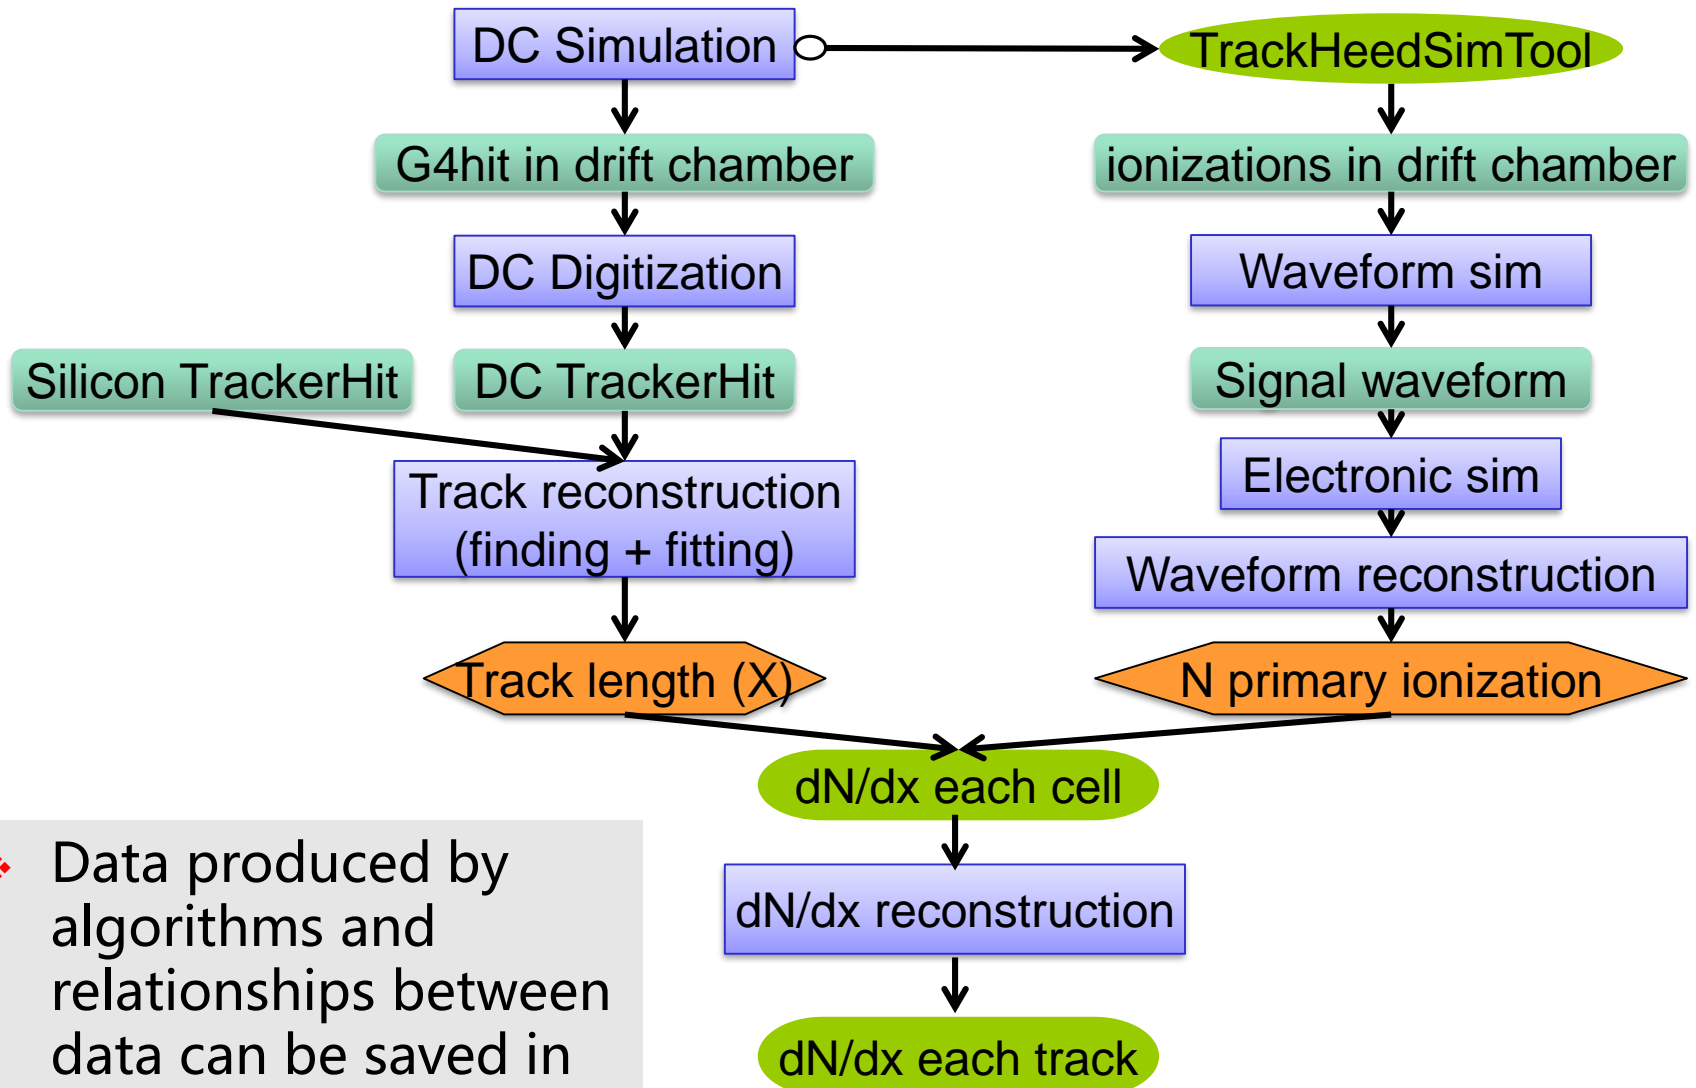 DC Simulation
TrackHeedSimTool
G4hit in drift chamber
ionizations in drift chamber
DC Digitization
Waveform sim
Silicon TrackerHit
DC TrackerHit
Signal waveform
Track reconstruction
(finding + fitting)
Electronic sim
Waveform reconstruction
Track length (X)
N primary ionization
dN/dx each cell
dN/dx reconstruction
dN/dx each track
Data produced by
algorithms and
relationships between
data can be saved in